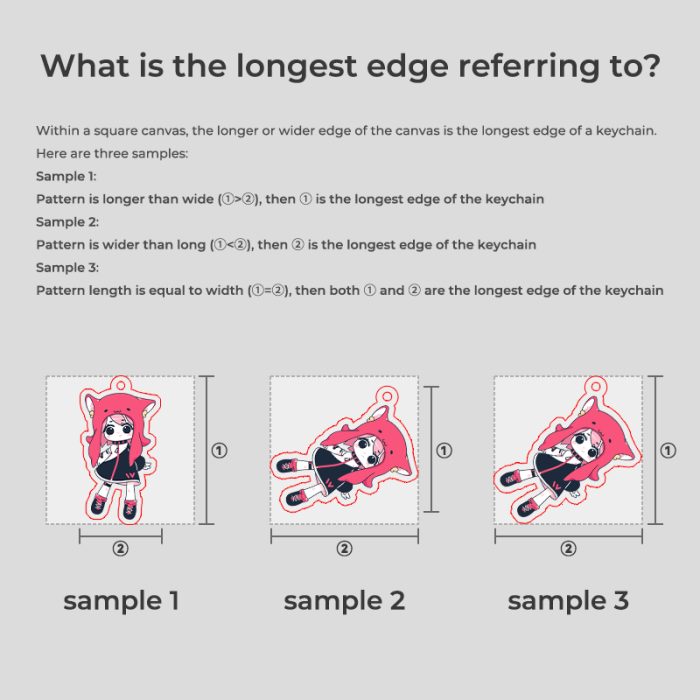 What is the longest edge referring to?
Within a square canvas, the longer or wider edge of the canvas is the longest edge of a keychain.
Here are three samples:
Sample 1:
Pattern is longer than wide (①>②), then ① is the longest edge of the keychain
Sample 2:
Pattern is wider than long (①<②), then ② is the longest edge of the keychain
Sample 3:
Pattern length is equal to width (①=②), then both ① and ② are the longest edge of the keychain
① ① ①
② ② ②
sample 1 sample 2 sample 3